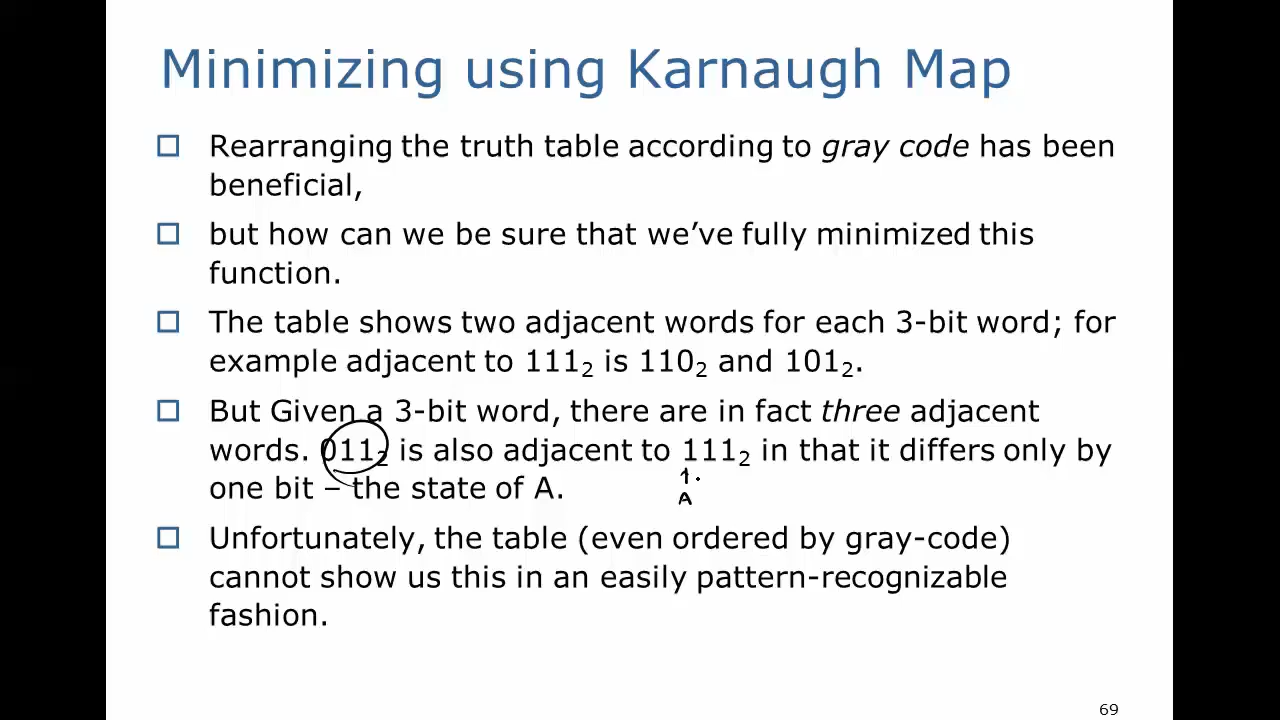 Minimizing using Karnaugh Map
Rearranging the truth table according to gray code has been
beneficial,
but how can we be sure that we've fully minimized this
function.
The table shows two adjacent words for each 3-bit word; for
example adjacent to 111₂ is 110₂ and 101₂.
But Given a 3-bit word, there are in fact three adjacent
words. 011₂ is also adjacent to 111₂ in that it differs only by
one bit – the state of A.
A
Unfortunately, the table (even ordered by gray-code)
cannot show us this in an easily pattern-recognizable
fashion.
69